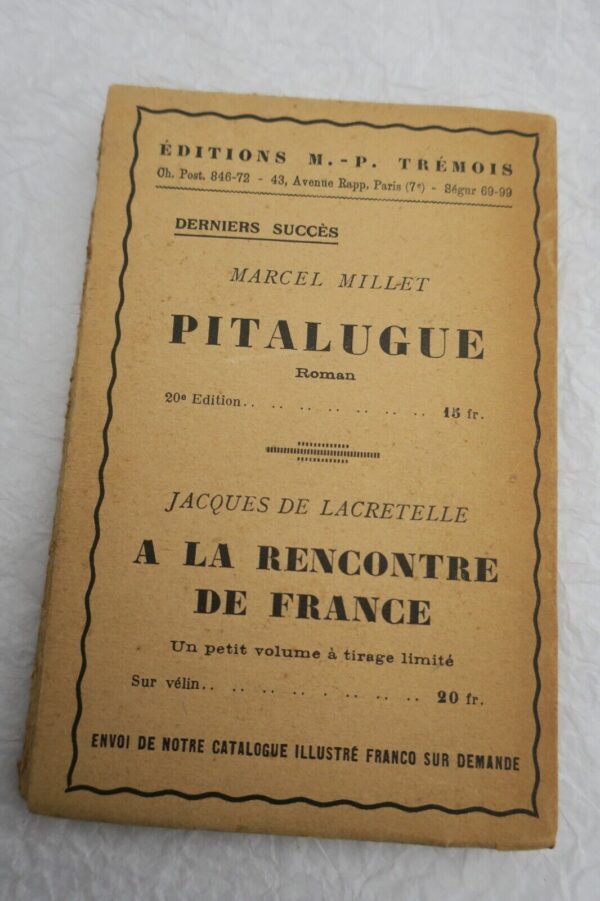 ÉDITIONS M.-P. TRÉMOIS
Ch. Post. 846-72 - 43, Avenue Rapp, Paris (7e) - Ségur 69-99
DERNIERS SUCCÈS
MARCEL MILLET
PITALUGUE
Roman
20e Edition.. .. .. .. .. .. .. 15 fr.
JACQUES DE LACRETELLE
A LA RENCONTRE
DE FRANCE
Un petit volume à tirage limité
Sur vélin.. .. .. .. . .. .. .. 20 fr.
ENVOI DE NOTRE CATALOGUE ILLUSTRÉ FRANCO SUR DEMANDE